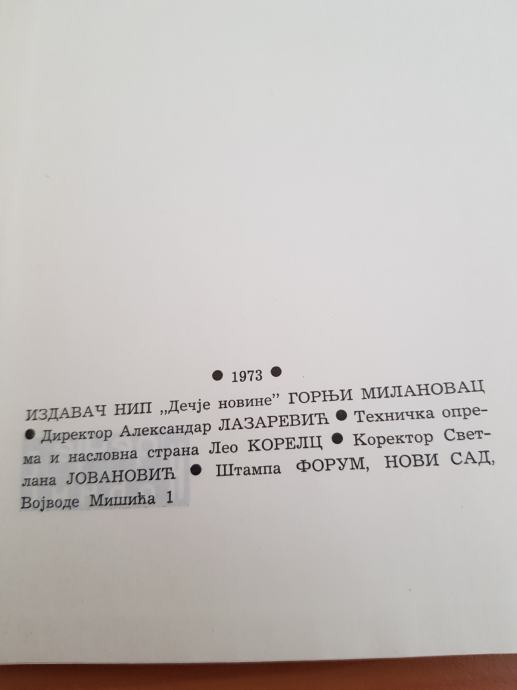 ● 1973 ●
ИЗДАВАЧ НИП „Дечје новине” ГОРЊИ МИЛАНОВАЦ
● Директор Александар ЛАЗАРЕВИЋ ● Техничка опре-
ма и насловна страна Лео КОРЕЛЦ ● Коректор Свет-
лана ЈОВАНОВИЋ ● Штампа ФОРУМ, НОВИ САД,
Војводе Мишића 1